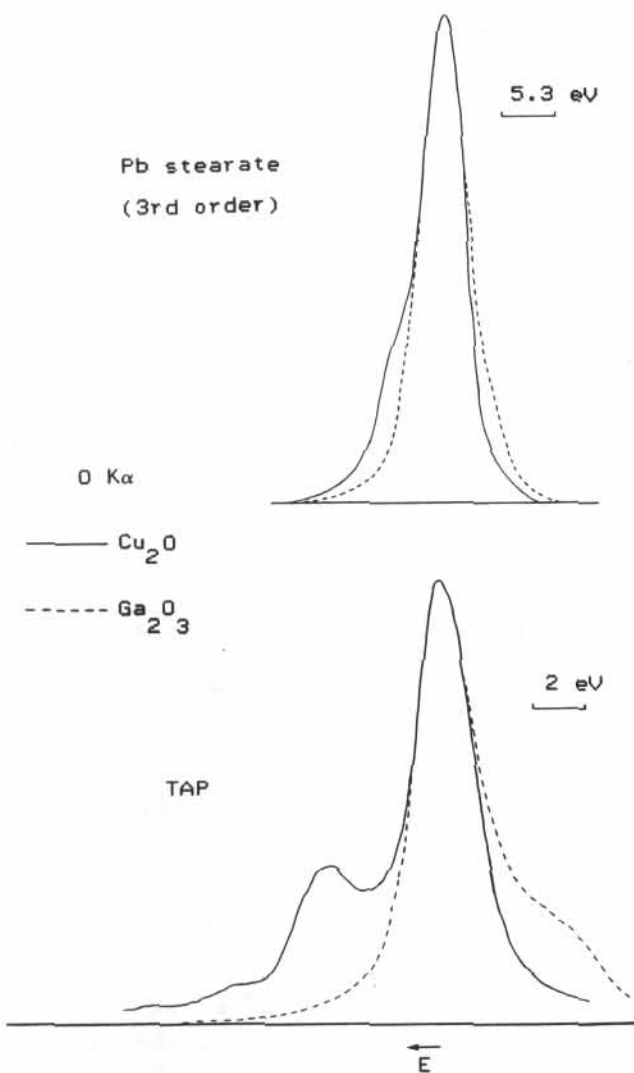 5.3 eV
Pb stearate
(3rd order)
O Kα
Cu₂O
Ga₂O₃
2 eV
TAP
E